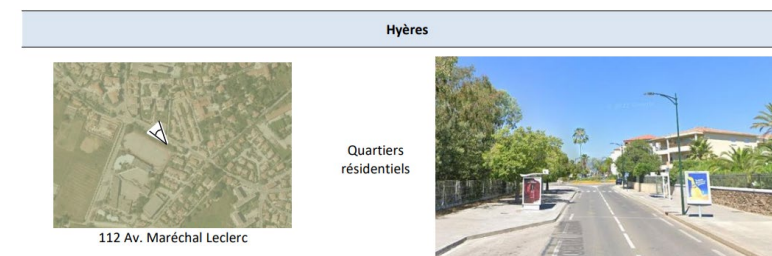 Hyères
Quartiers
résidentiels
112 Av. Maréchal Leclerc